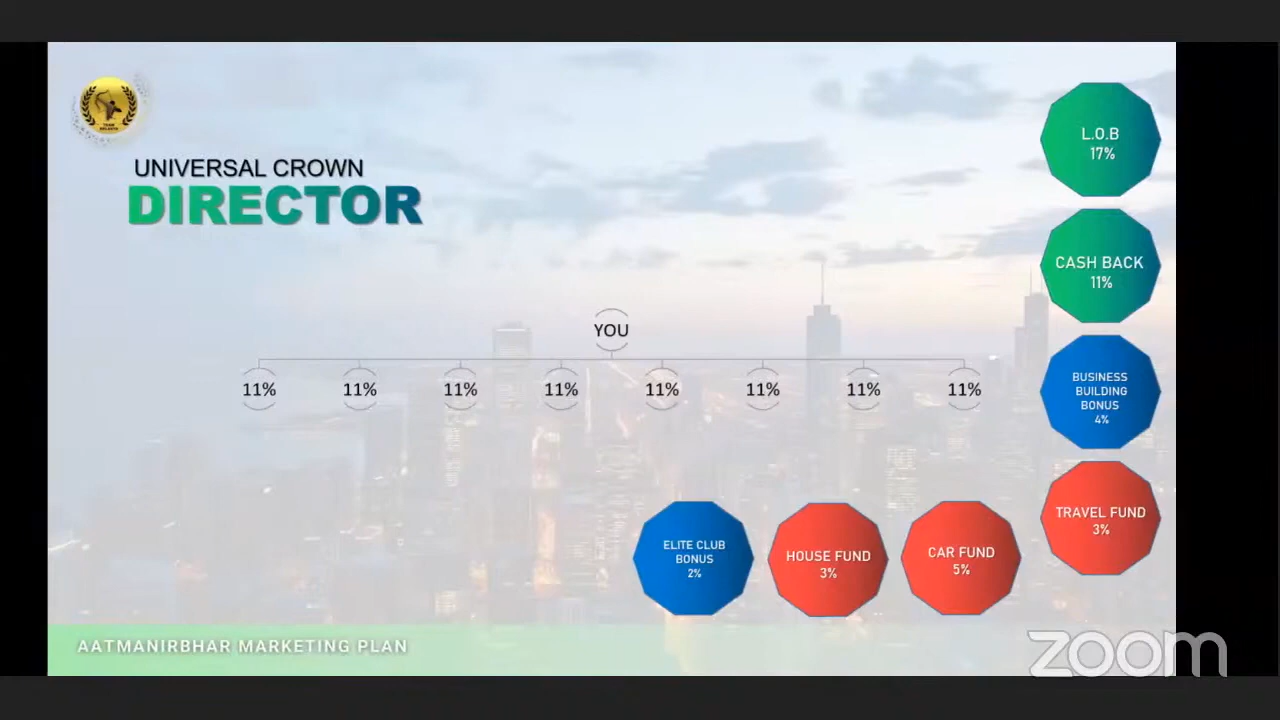 UNIVERSAL CROWN
DIRECTOR
YOU
11% 11% 11% 11% 11% 11% 11% 11%
L.O.B
17%
CASH BACK
11%
BUSINESS
BUILDING
BONUS
4%
TRAVEL FUND
3%
ELITE CLUB
BONUS
2%
HOUSE FUND
3%
CAR FUND
5%
AATMANIRBHAR MARKETING PLAN
zoom